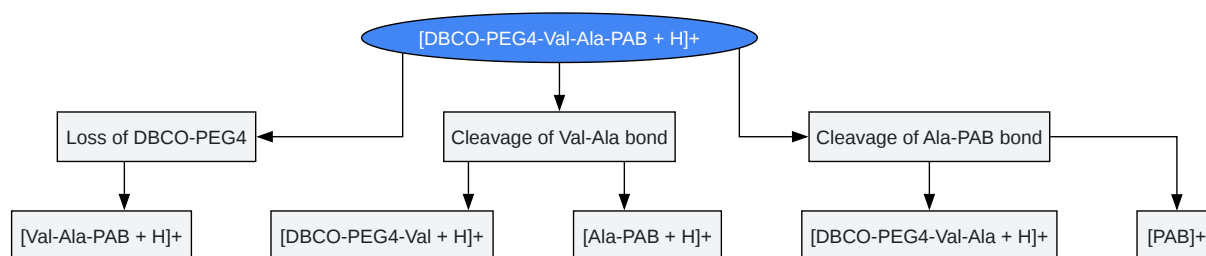 [DBCO-PEG4-Val-Ala-PAB + H]+
Loss of DBCO-PEG4
Cleavage of Val-Ala bond
Cleavage of Ala-PAB bond
[Val-Ala-PAB + H]+
[DBCO-PEG4-Val + H]+
[Ala-PAB + H]+
[DBCO-PEG4-Val-Ala + H]+
[PAB]+